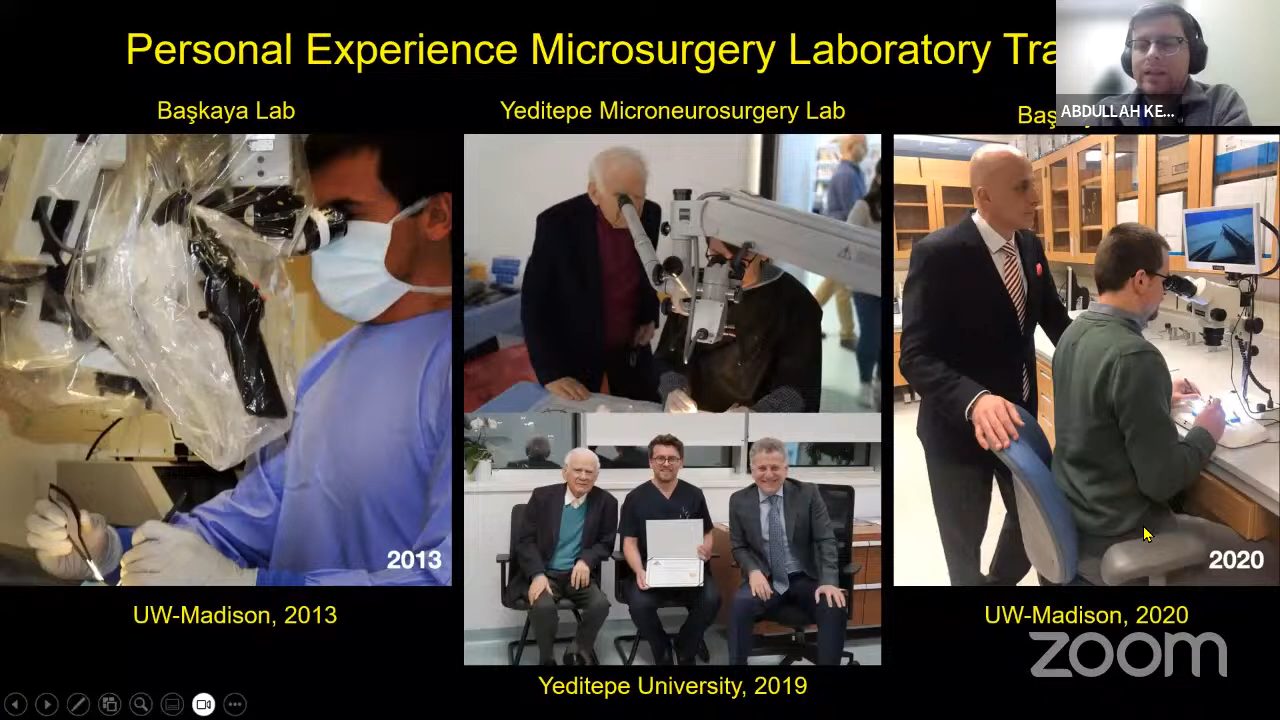 Personal Experience Microsurgery Laboratory Tra
ABDULLAH KE...
Başkaya Lab
Yeditepe Microneurosurgery Lab
2013
2020
UW-Madison, 2013
UW-Madison, 2020
zoom
Yeditepe University, 2019